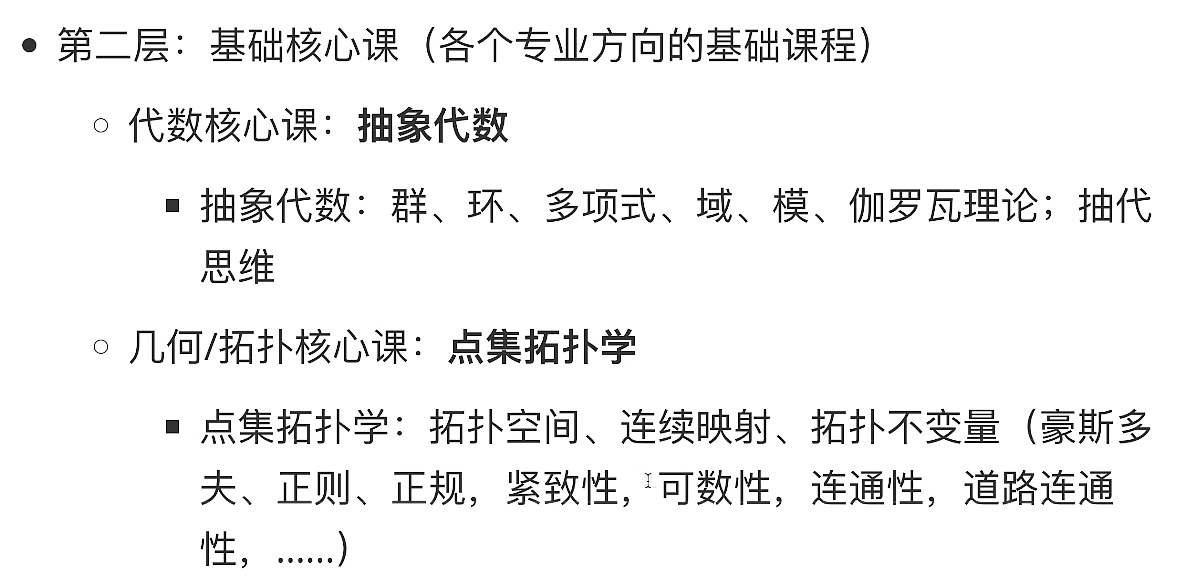 第二层：基础核心课（各个专业方向的基础课程）
代数核心课：抽象代数
抽象代数：群、环、多项式、域、模、伽罗瓦理论；抽代
思维
几何/拓扑核心课：点集拓扑学
点集拓扑学：拓扑空间、连续映射、拓扑不变量（豪斯多
夫、正则、正规，紧致性，可数性，连通性，道路连通
性，……）